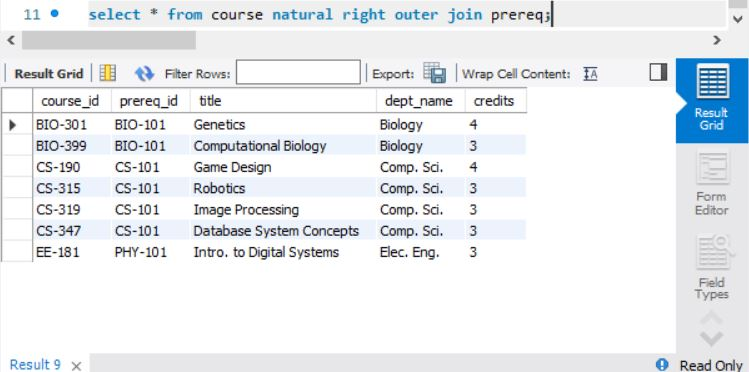 11 select * from course natural right outer join prereq;
Result Grid Filter Rows: Export: Wrap Cell Content: IA
course_id prereq_id title dept_name credits
BIO-301 BIO-101 Genetics Biology 4
BIO-399 BIO-101 Computational Biology Biology 3
CS-190 CS-101 Game Design Comp. Sci. 4
CS-315 CS-101 Robotics Comp. Sci. 3
CS-319 CS-101 Image Processing Comp. Sci. 3
CS-347 CS-101 Database System Concepts Comp. Sci. 3
EE-181 PHY-101 Intro. to Digital Systems Elec. Eng. 3
Result
Grid
Form
Editor
Field
Types
Result 9 Read Only